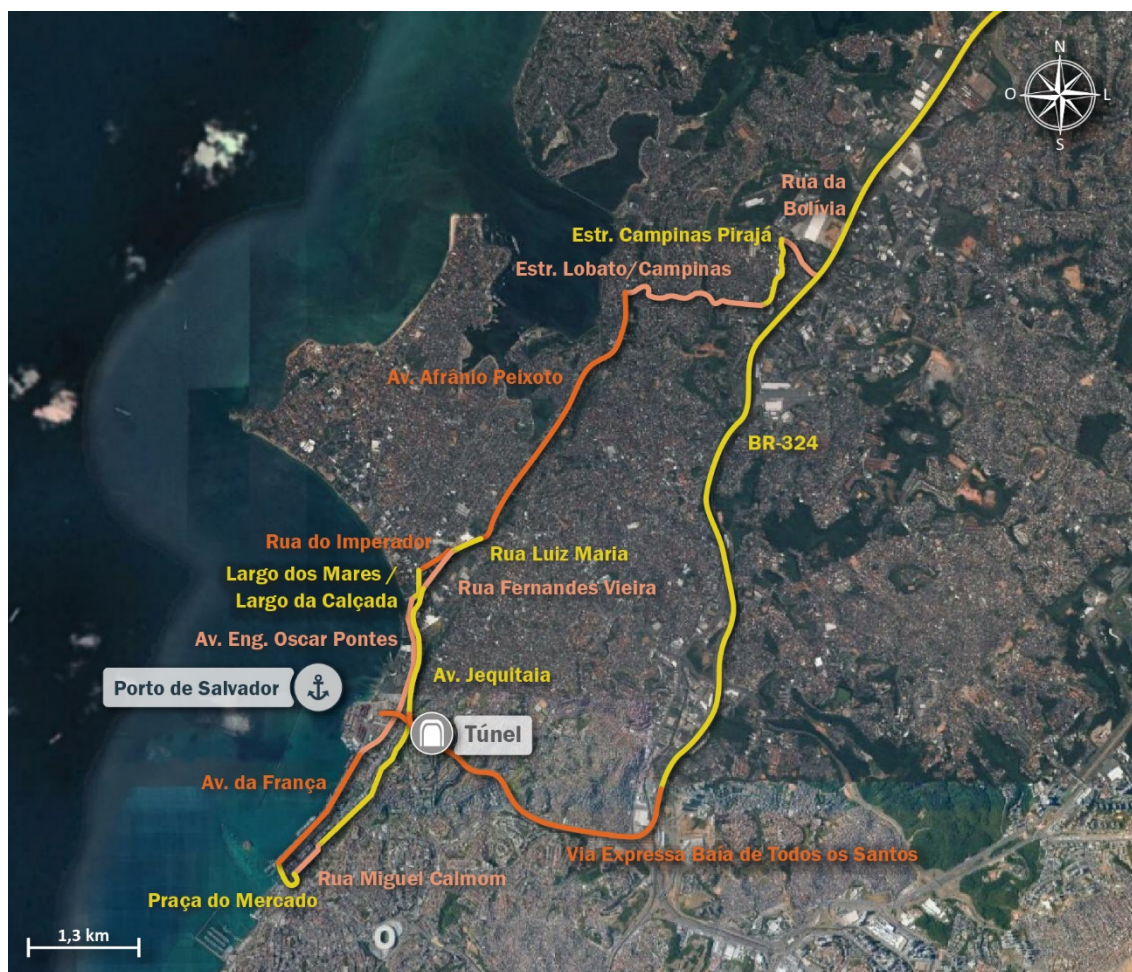 N
O
L
S
Rua da
Bolívia
Estr. Campinas Pirajá
Estr. Lobato/Campinas
Av. Afrânio Peixoto
BR-324
Rua do Imperador
Rua Luiz Maria
Largo dos Mares /
Largo da Calçada
Rua Fernandes Vieira
Av. Eng. Oscar Pontes
Av. Jequitaia
Porto de Salvador
Túnel
Av. da França
Via Expressa Baía de Todos os Santos
Rua Miguel Calmom
Praça do Mercado
1,3 km